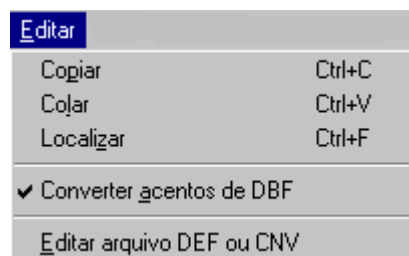 Editar
Copiar Ctrl+C
Colar Ctrl+V
Localizar Ctrl+F
Converter acentos de DBF
Editar arquivo DEF ou CNV